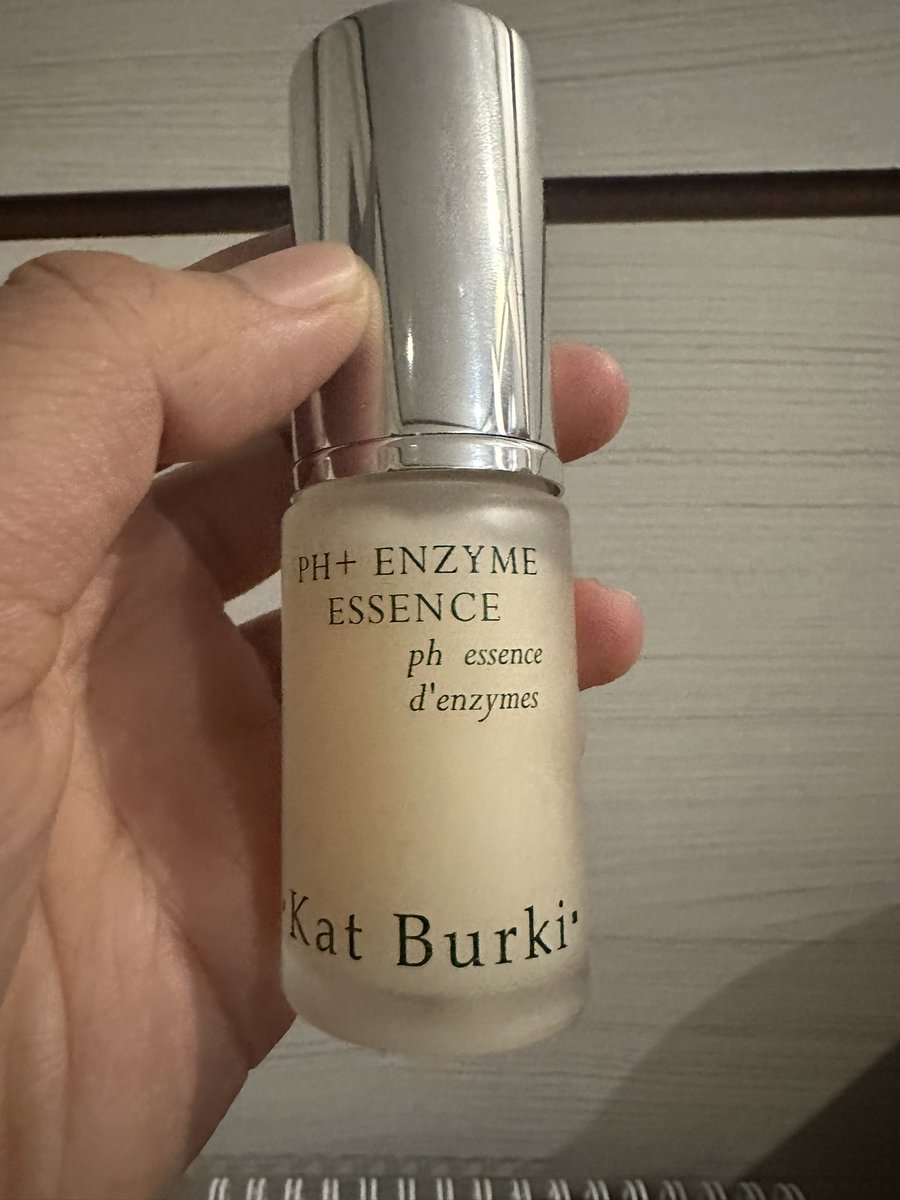 PH+ ENZYME
ESSENCE
ph essence
d'enzymes
·Kat Burki·